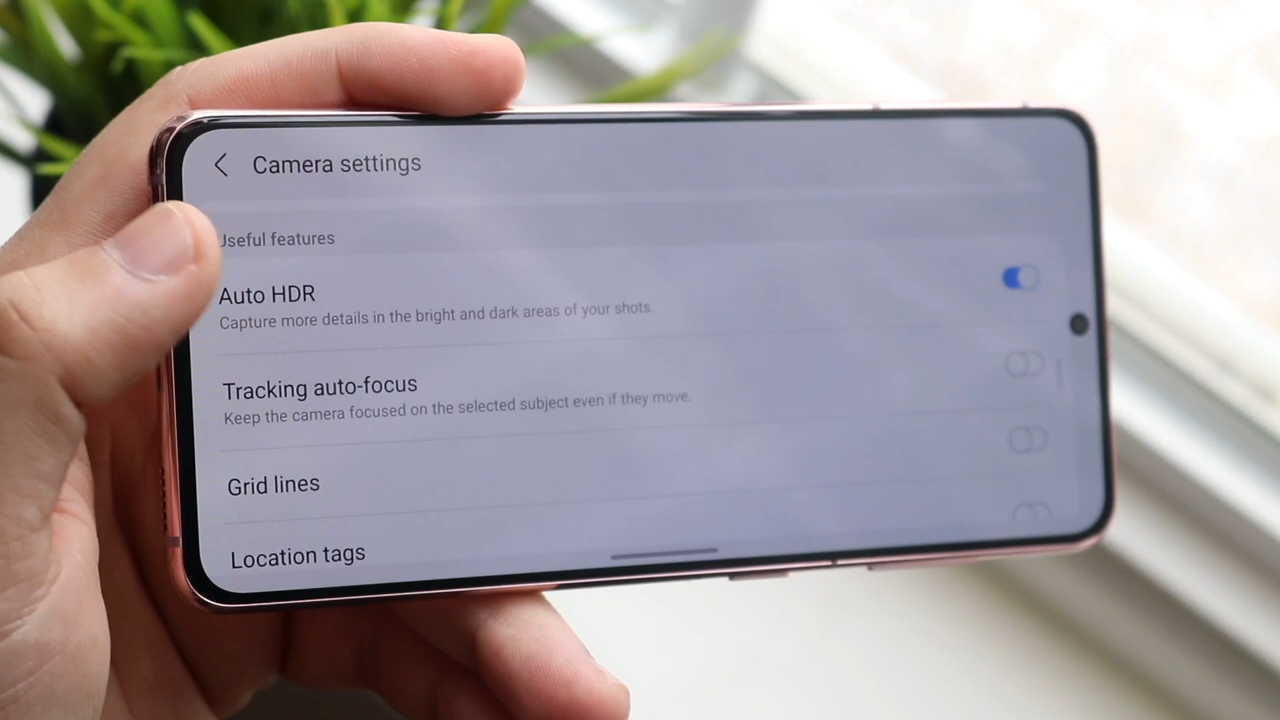 Camera settings
Useful features
Auto HDR
Capture more details in the bright and dark areas of your shots.
Tracking auto-focus
Keep the camera focused on the selected subject even if they move.
Grid lines
Location tags